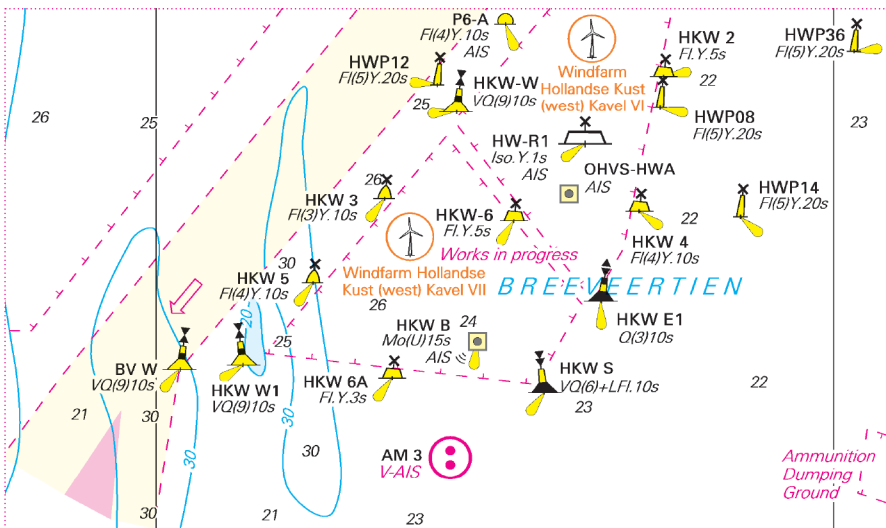 P6-A
Fl(4)Y.10s
AIS
HKW 2
Fl.Y.5s
22
HWP36
Fl(5)Y.20s
HWP12
Fl(5)Y.20s
HKW-W
VQ(9)10s
25
Windfarm
Hollandse Kust
(west) Kavel VI
HWP08
Fl(5)Y.20s
26
25
23
HW-R1
Iso.Y.1s
AIS
OHVS-HWA
AIS
26
HKW 3
Fl(3)Y.10s
HKW-6
Fl.Y.5s
22
HWP14
Fl(5)Y.20s
HKW 4
Fl(4)Y.10s
Works in progress
Windfarm Hollandse
Kust (west) Kavel VII
30
HKW 5
Fl(4)Y.10s
26
BREEVEERTIEN
20
25
HKW B
Mo(U)15s
AIS
24
HKW E1
Q(3)10s
BV W
VQ(9)10s
HKW W1
VQ(9)10s
HKW 6A
Fl.Y.3s
HKW S
VQ(6)+LFl.10s
23
22
21
30
30
30
30
AM 3
V-AIS
Ammunition
Dumping
Ground
30
21
23